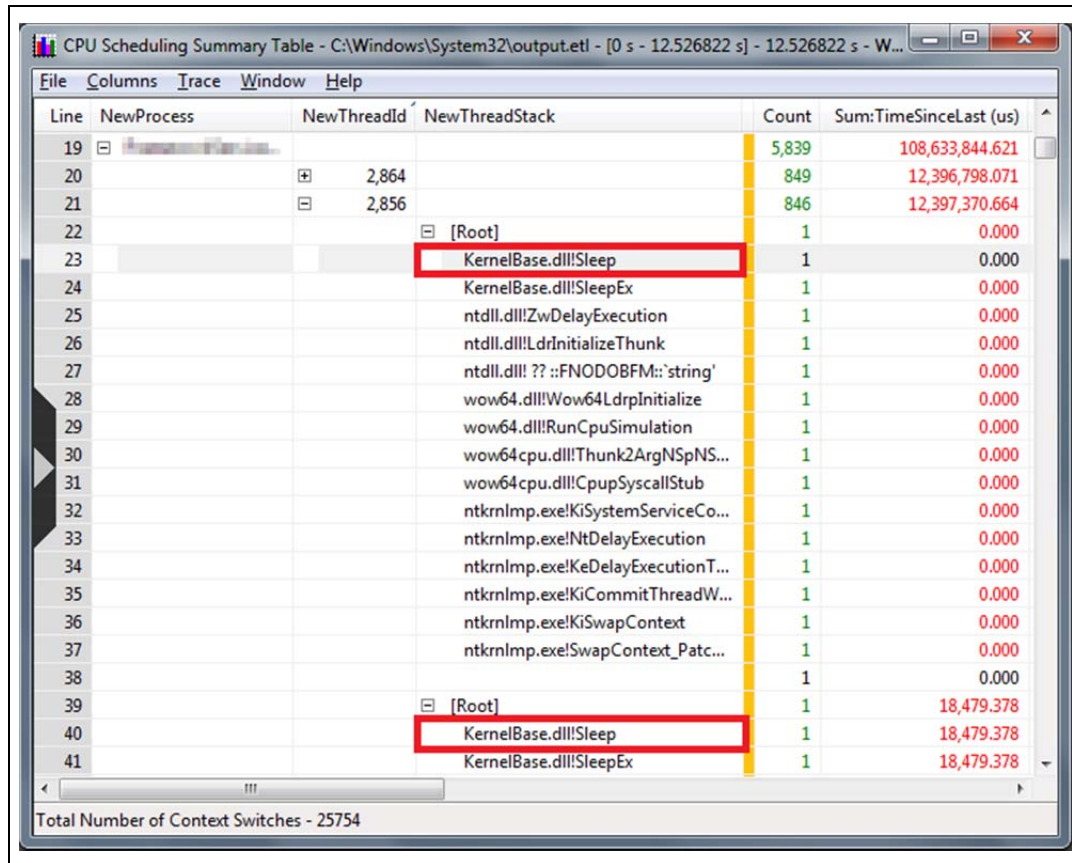 CPU Scheduling Summary Table - C:\Windows\System32\output.etl - [0 s - 12.526822 s] - 12.526822 s - W...
File Columns Trace Window Help
Line NewProcess NewThreadId NewThreadStack Count Sum:TimeSinceLast (us)
19 5,839 108,633,844.621
20 2,864 849 12,396,798.071
21 2,856 846 12,397,370.664
22 [Root] 1 0.000
23 KernelBase.dll!Sleep 1 0.000
24 KernelBase.dll!SleepEx 1 0.000
25 ntdll.dll!ZwDelayExecution 1 0.000
26 ntdll.dll!LdrInitializeThunk 1 0.000
27 ntdll.dll! ?? ::FNODOBFM::`string' 1 0.000
28 wow64.dll!Wow64LdrpInitialize 1 0.000
29 wow64.dll!RunCpuSimulation 1 0.000
30 wow64cpu.dll!Thunk2ArgNSpNS... 1 0.000
31 wow64cpu.dll!CpupSyscallStub 1 0.000
32 ntkrnlmp.exe!KiSystemServiceCo... 1 0.000
33 ntkrnlmp.exe!NtDelayExecution 1 0.000
34 ntkrnlmp.exe!KeDelayExecutionT... 1 0.000
35 ntkrnlmp.exe!KiCommitThreadW... 1 0.000
36 ntkrnlmp.exe!KiSwapContext 1 0.000
37 ntkrnlmp.exe!SwapContext_Patc... 1 0.000
38 1 0.000
39 [Root] 1 18,479.378
40 KernelBase.dll!Sleep 1 18,479.378
41 KernelBase.dll!SleepEx 1 18,479.378
Total Number of Context Switches - 25754